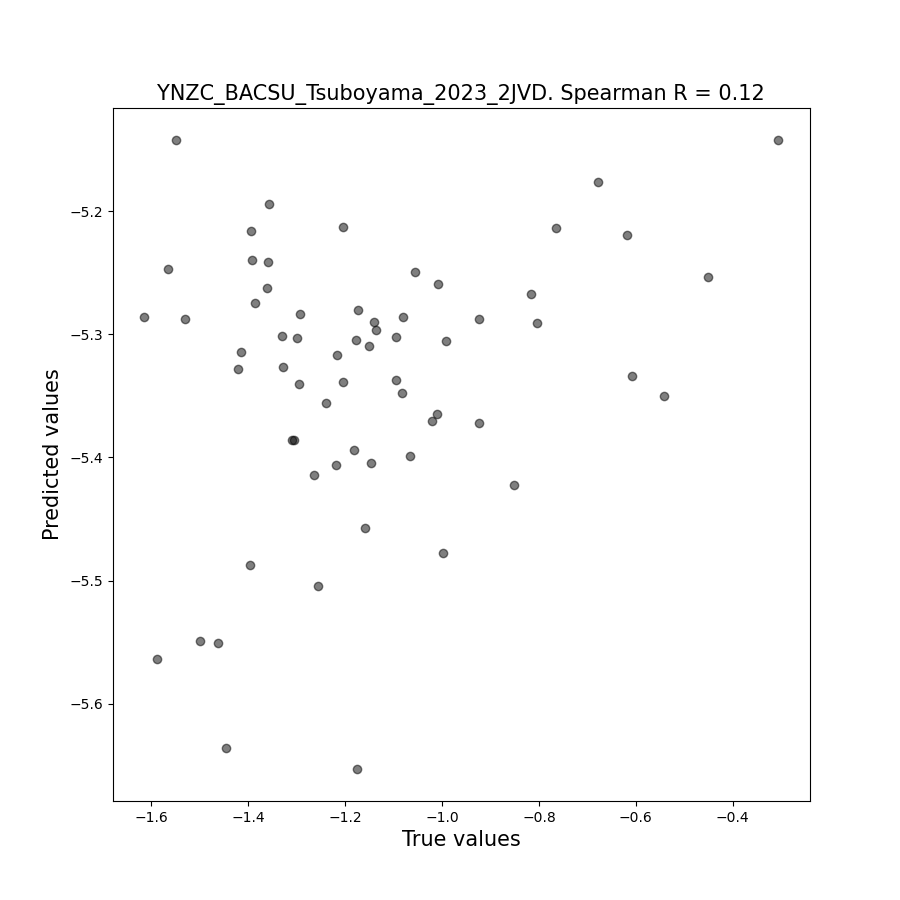 YNZC_BACSU_Tsuboyama_2023_2JVD. Spearman R = 0.12
Predicted values
−5.2
−5.3
−5.4
−5.5
−5.6
−1.6 −1.4 −1.2 −1.0 −0.8 −0.6 −0.4
True values